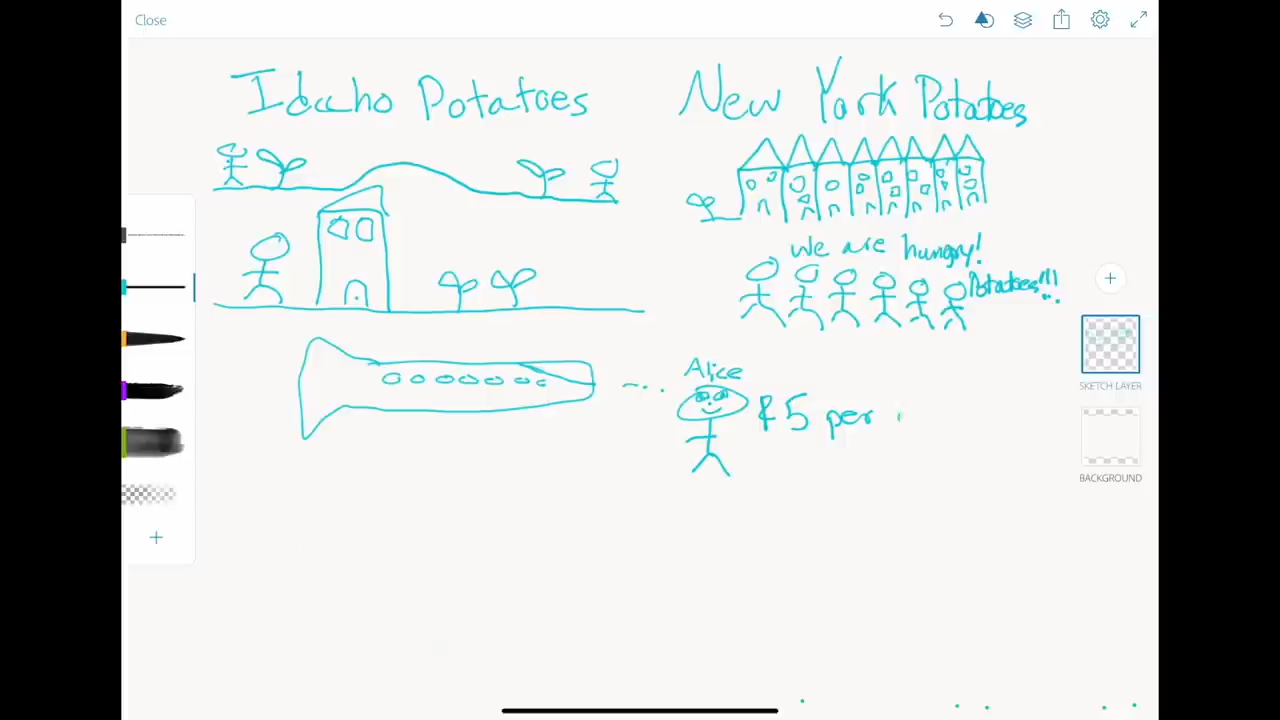 Close
Idaho Potatoes
New York Potatoes
We are hungry!
Potatoes!!!
Alice
$5 per
SKETCH LAYER
BACKGROUND